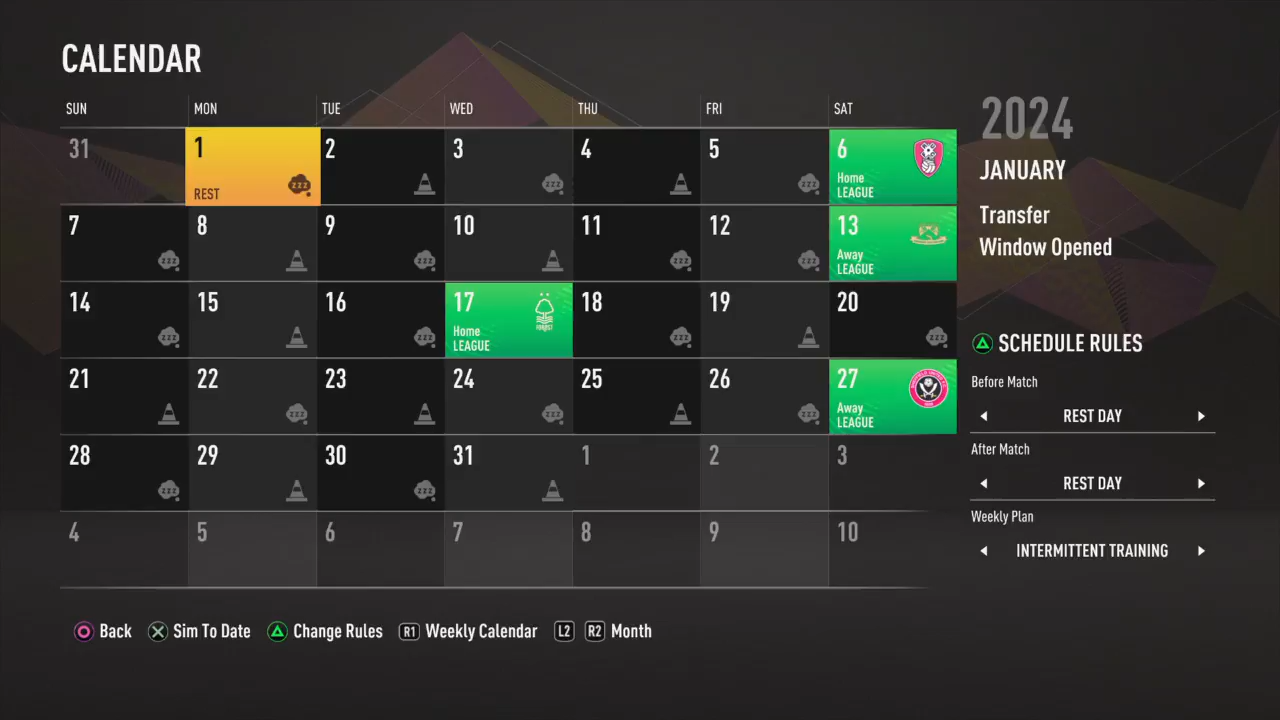 CALENDAR
SUN MON TUE WED THU FRI SAT
31 1 2 3 4 5 6
REST
Home
LEAGUE
7 8 9 10 11 12 13
Away
LEAGUE
14 15 16 17 18 19 20
Home
LEAGUE
FOREST
21 22 23 24 25 26 27
Away
LEAGUE
28 29 30 31 1 2 3
4 5 6 7 8 9 10
2024
JANUARY
Transfer
Window Opened
SCHEDULE RULES
Before Match
REST DAY
After Match
REST DAY
Weekly Plan
INTERMITTENT TRAINING
Back Sim To Date Change Rules R1 Weekly Calendar L2 R2 Month